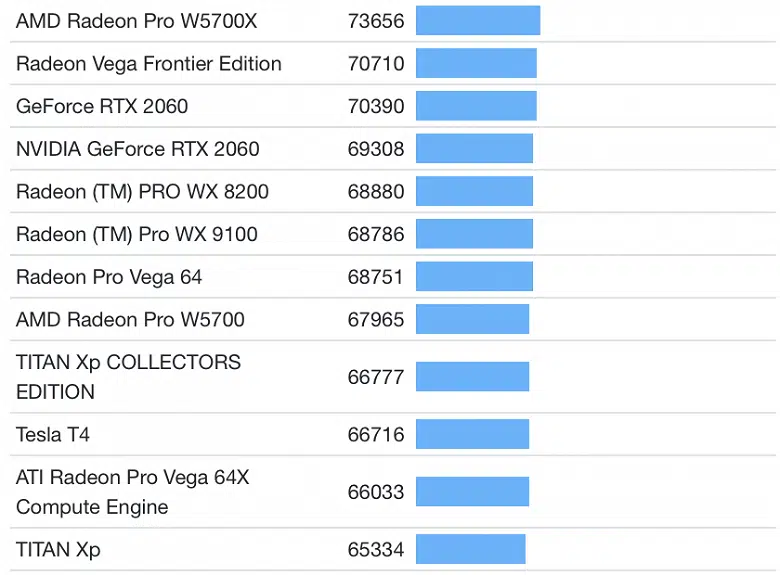 AMD Radeon Pro W5700X 73656
Radeon Vega Frontier Edition 70710
GeForce RTX 2060 70390
NVIDIA GeForce RTX 2060 69308
Radeon (TM) PRO WX 8200 68880
Radeon (TM) Pro WX 9100 68786
Radeon Pro Vega 64 68751
AMD Radeon Pro W5700 67965
TITAN Xp COLLECTORS
EDITION 66777
Tesla T4 66716
ATI Radeon Pro Vega 64X
Compute Engine 66033
TITAN Xp 65334